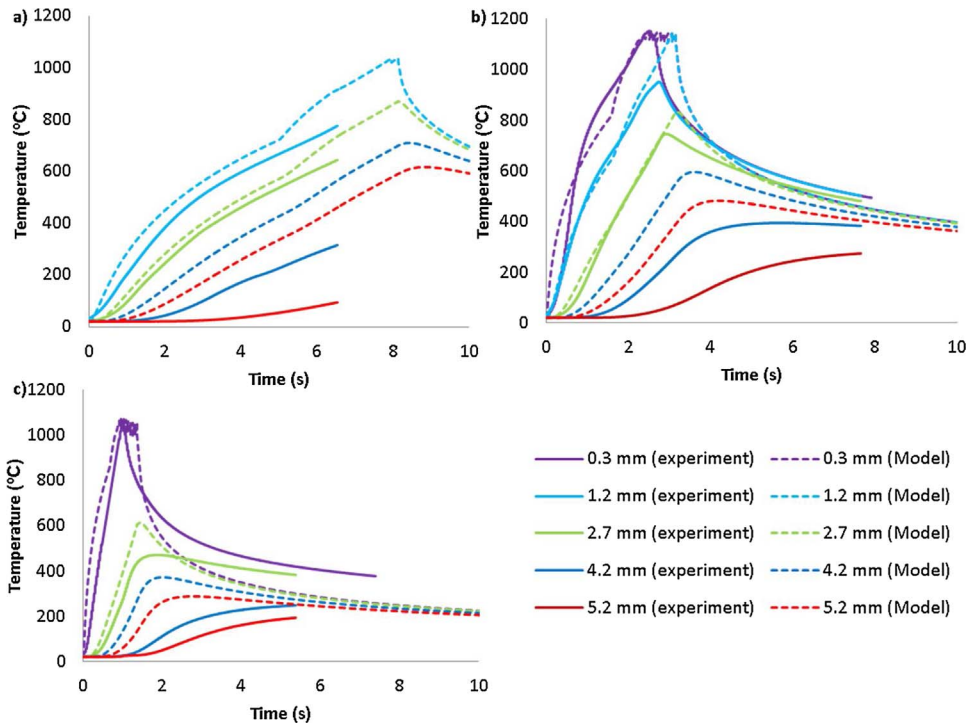 a) 1200
1000
800
600
400
200
0
Temperature (°C)
0 2 4 6 8 10
Time (s)
b) 1200
1000
800
600
400
200
0
Temperature (°C)
0 2 4 6 8 10
Time (s)
c) 1200
1000
800
600
400
200
0
Temperature (°C)
0 2 4 6 8 10
Time (s)
0.3 mm (experiment) 0.3 mm (Model)
1.2 mm (experiment) 1.2 mm (Model)
2.7 mm (experiment) 2.7 mm (Model)
4.2 mm (experiment) 4.2 mm (Model)
5.2 mm (experiment) 5.2 mm (Model)